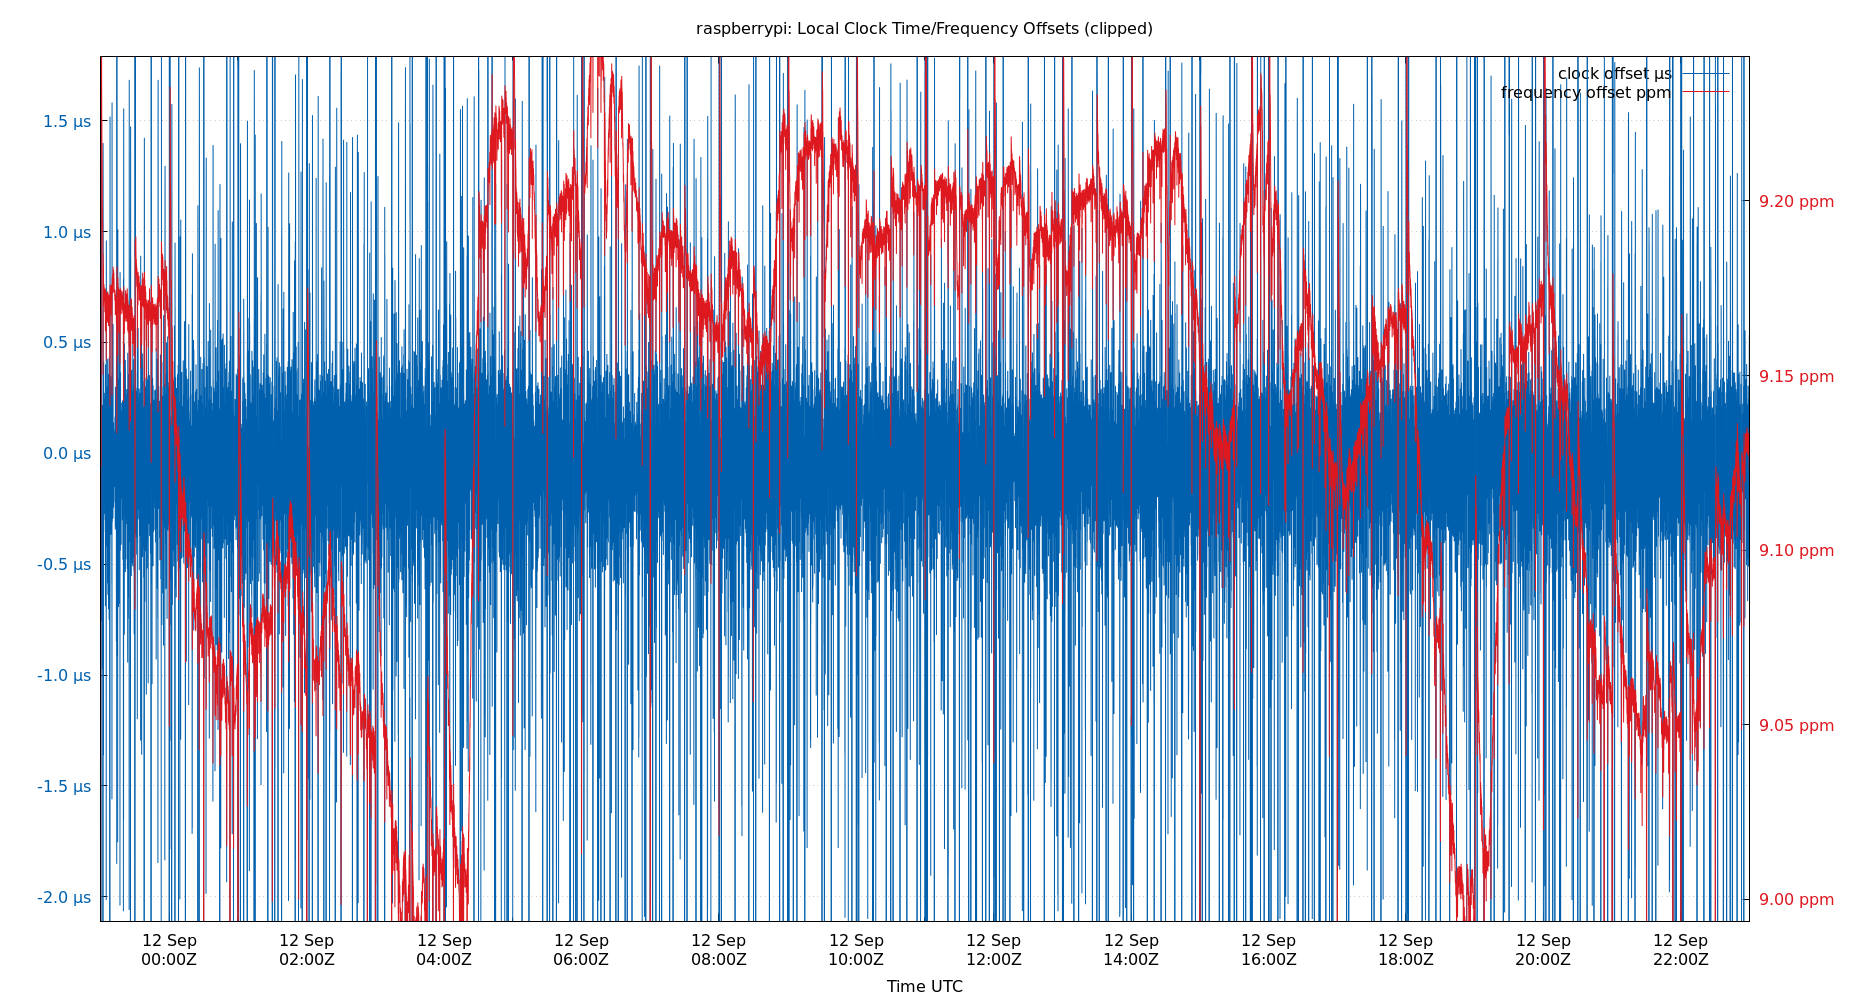 raspberrypi: Local Clock Time/Frequency Offsets (clipped)
clock offset µs
frequency offset ppm
1.5 µs
1.0 µs
0.5 µs
0.0 µs
-0.5 µs
-1.0 µs
-1.5 µs
-2.0 µs
9.20 ppm
9.15 ppm
9.10 ppm
9.05 ppm
9.00 ppm
12 Sep 12 Sep 12 Sep 12 Sep 12 Sep 12 Sep 12 Sep 12 Sep 12 Sep 12 Sep 12 Sep 12 Sep
00:00Z 02:00Z 04:00Z 06:00Z 08:00Z 10:00Z 12:00Z 14:00Z 16:00Z 18:00Z 20:00Z 22:00Z
Time UTC